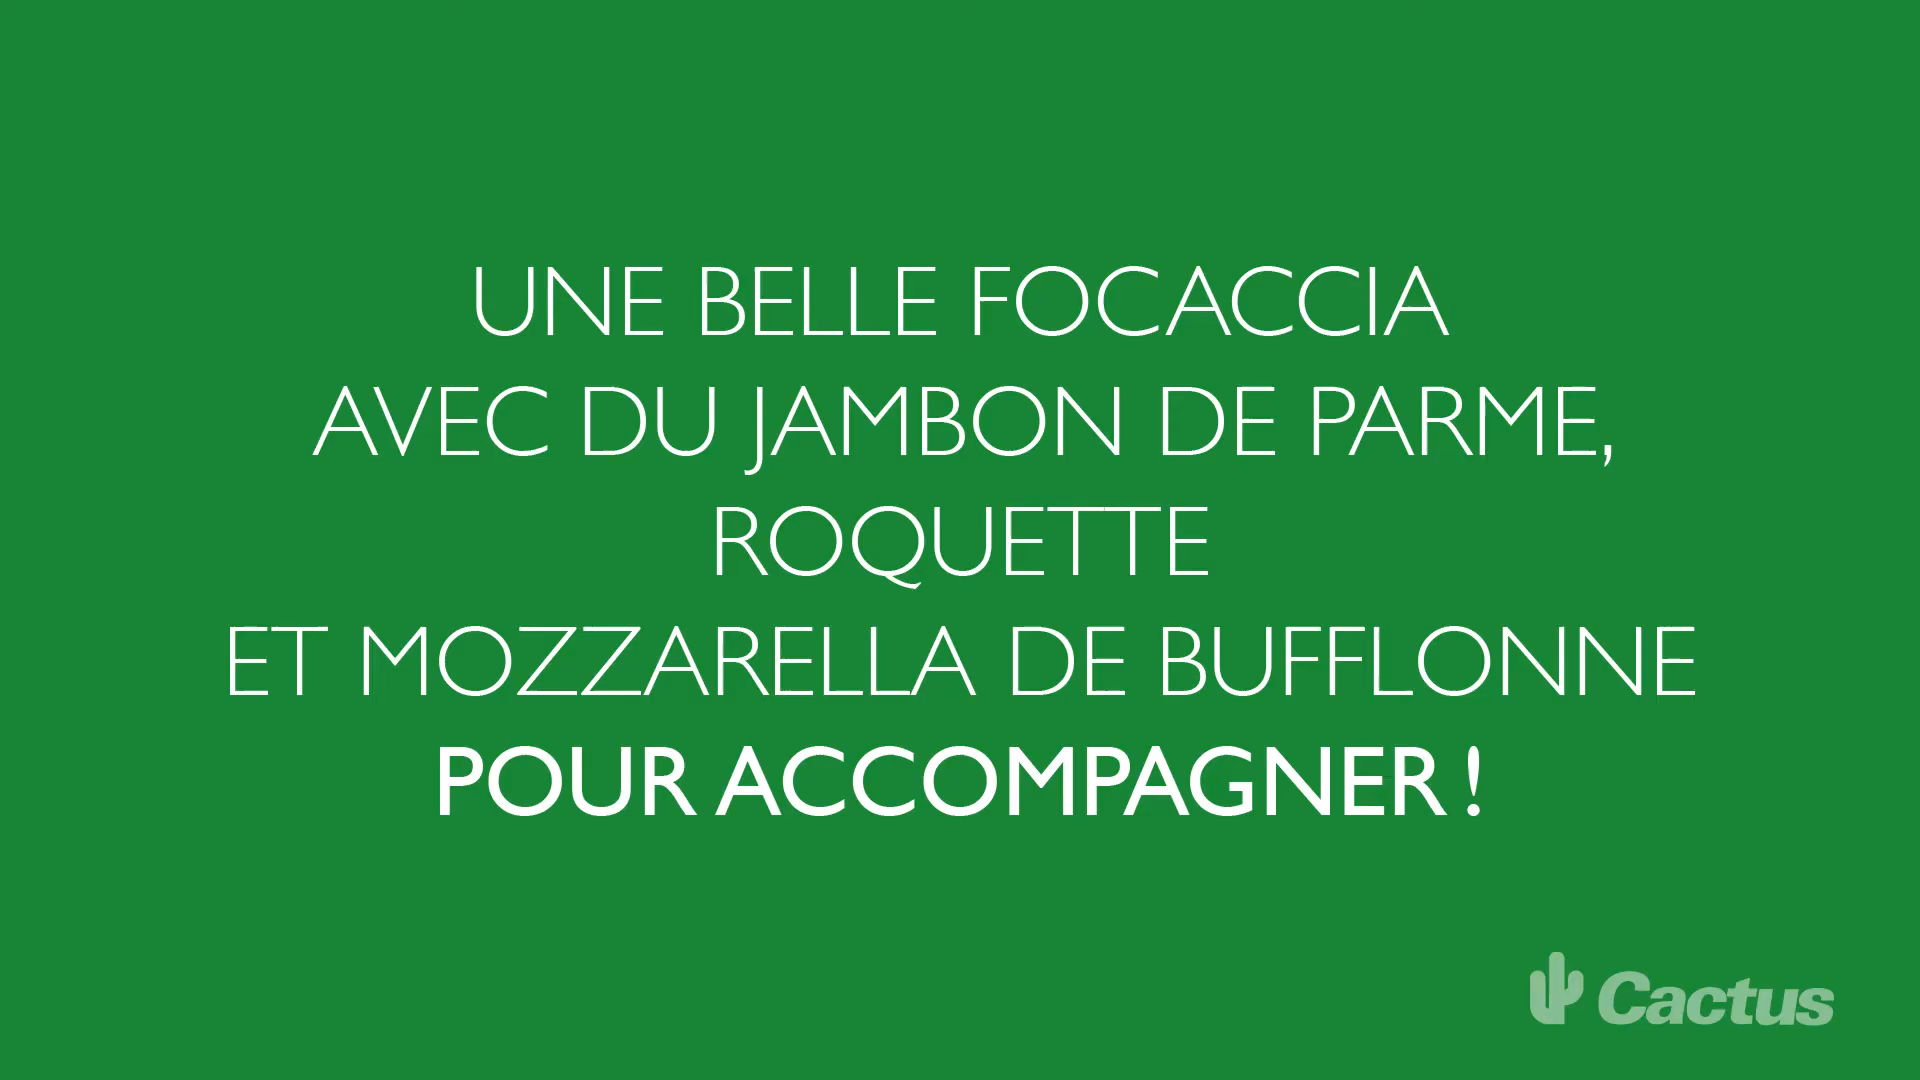 UNE BELLE FOCACCIA
AVEC DU JAMBON DE PARME,
ROQUETTE
ET MOZZARELLA DE BUFFLONNE
POUR ACCOMPAGNER !
Cactus